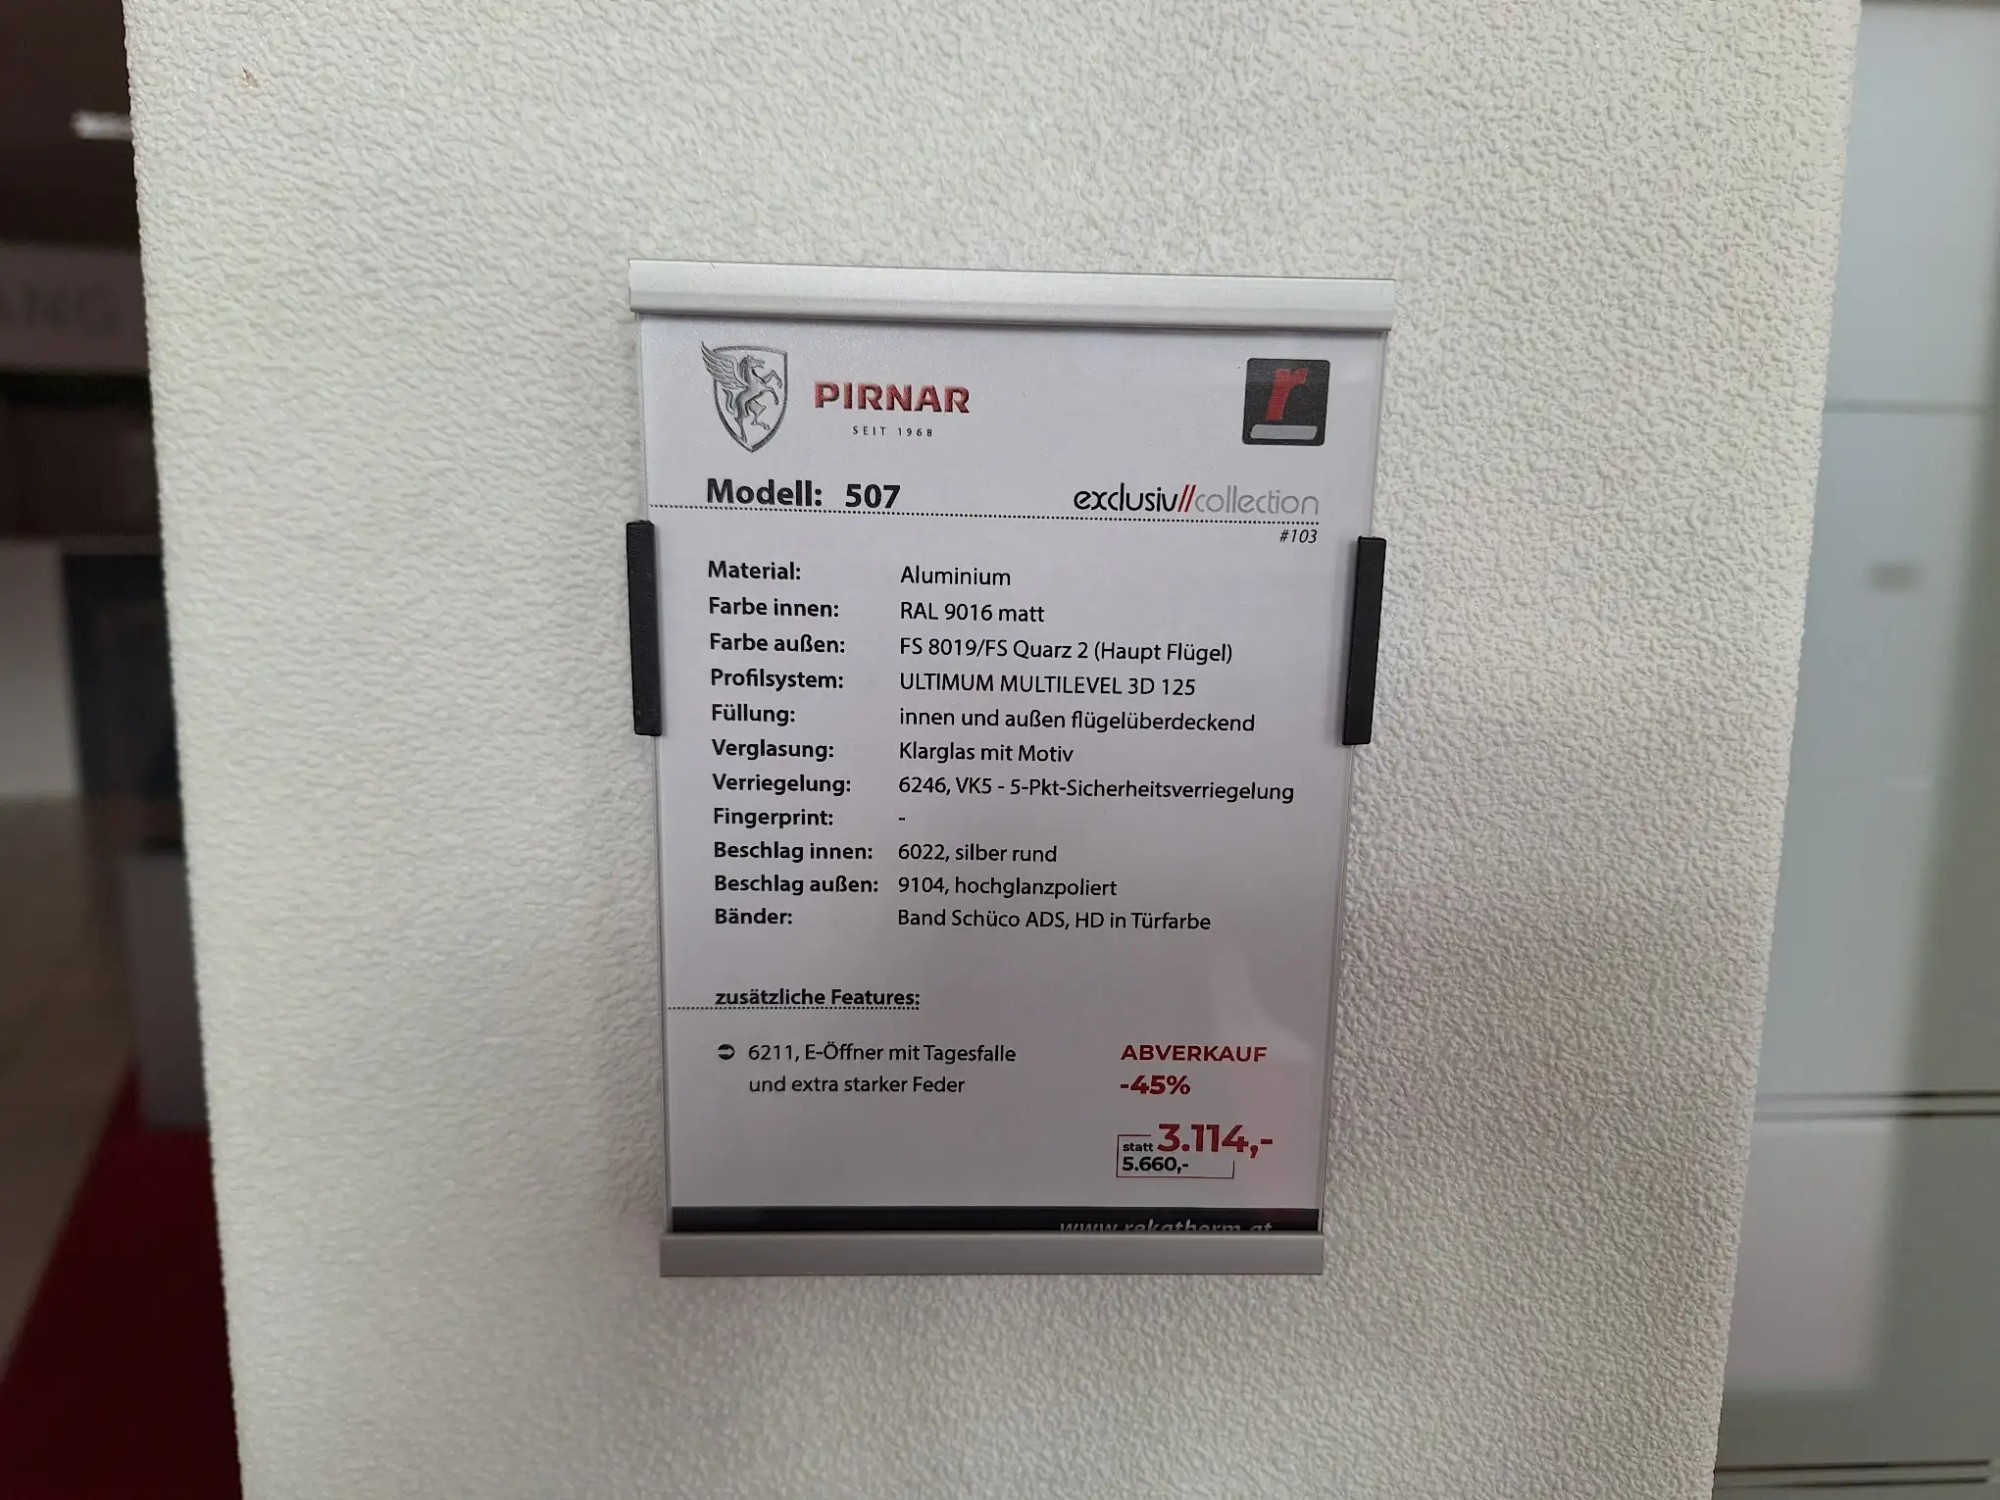 ANG
PIRNAR
SEIT 1968
r
Modell: 507
exclusiv//collection
#103
Material: Aluminium
Farbe innen: RAL 9016 matt
Farbe außen: FS 8019/FS Quarz 2 (Haupt Flügel)
Profilsystem: ULTIMUM MULTILEVEL 3D 125
Füllung: innen und außen flügelüberdeckend
Verglasung: Klarglas mit Motiv
Verriegelung: 6246, VK5 - 5-Pkt-Sicherheitsverriegelung
Fingerprint: -
Beschlag innen: 6022, silber rund
Beschlag außen: 9104, hochglanzpoliert
Bänder: Band Schüco ADS, HD in Türfarbe
zusätzliche Features:
6211, E-Öffner mit Tagesfalle
und extra starker Feder
ABVERKAUF
-45%
statt 3.114,-
5.660,-
www.rekatherm.at